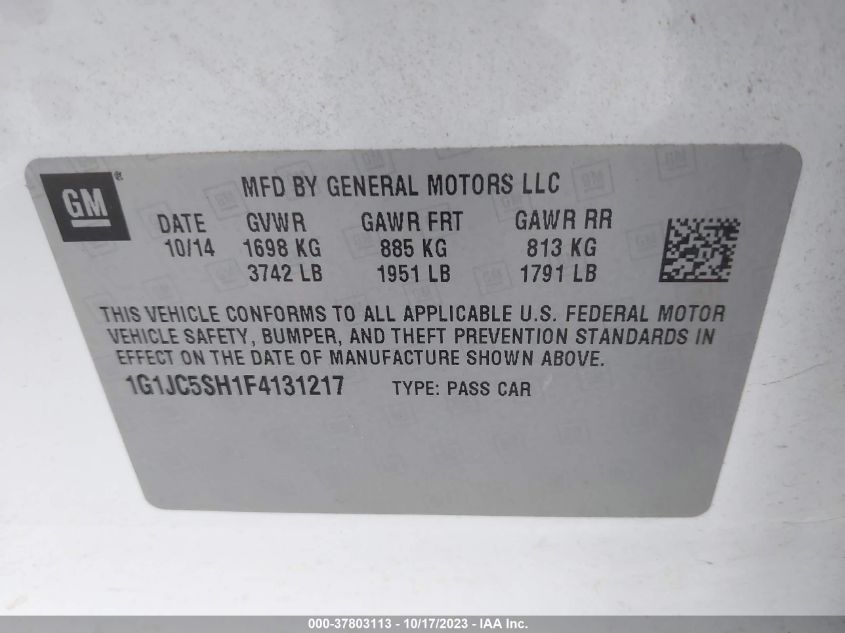 GM®
MFD BY GENERAL MOTORS LLC
DATE GVWR GAWR FRT GAWR RR
10/14 1698 KG 885 KG 813 KG
3742 LB 1951 LB 1791 LB
THIS VEHICLE CONFORMS TO ALL APPLICABLE U.S. FEDERAL MOTOR
VEHICLE SAFETY, BUMPER, AND THEFT PREVENTION STANDARDS IN
EFFECT ON THE DATE OF MANUFACTURE SHOWN ABOVE.
1G1JC5SH1F4131217 TYPE: PASS CAR
000-37803113 - 10/17/2023 - IAA Inc.